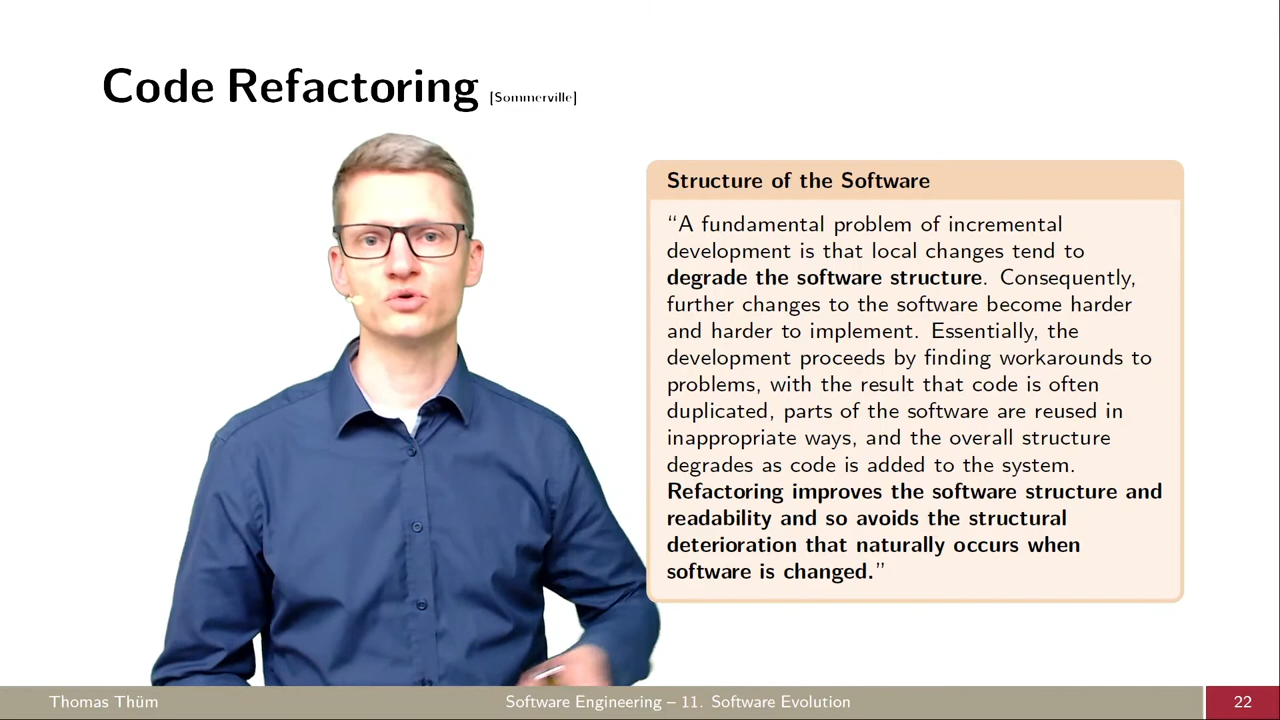 Code Refactoring [Sommerville]
Structure of the Software
“A fundamental problem of incremental
development is that local changes tend to
degrade the software structure. Consequently,
further changes to the software become harder
and harder to implement. Essentially, the
development proceeds by finding workarounds to
problems, with the result that code is often
duplicated, parts of the software are reused in
inappropriate ways, and the overall structure
degrades as code is added to the system.
Refactoring improves the software structure and
readability and so avoids the structural
deterioration that naturally occurs when
software is changed.”
Thomas Thüm
Software Engineering – 11. Software Evolution
22